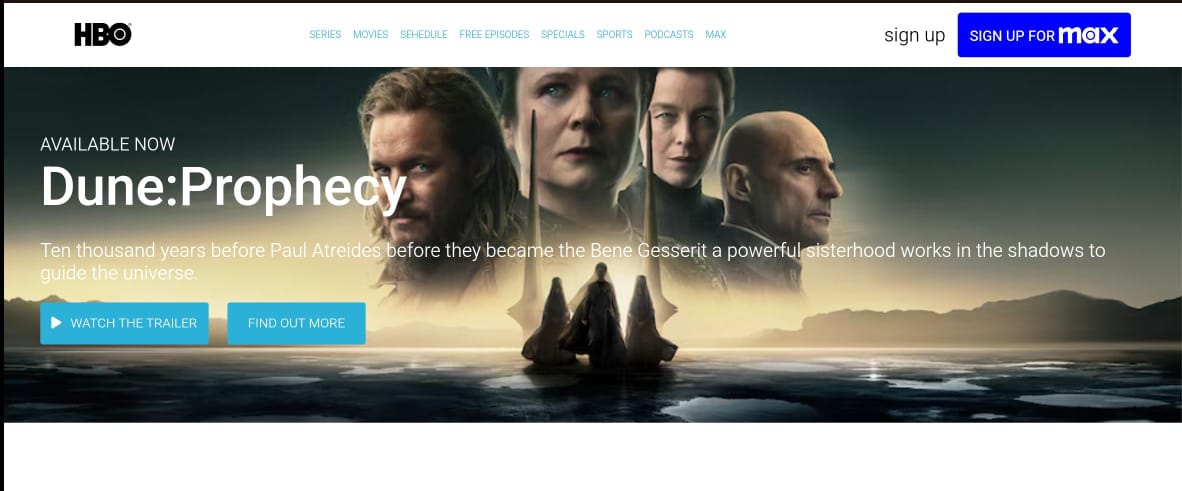 HBO
SERIES MOVIES SEHEDULE FREE EPISODES SPECIALS SPORTS PODCASTS MAX
sign up
SIGN UP FOR max
AVAILABLE NOW
Dune:Prophecy
Ten thousand years before Paul Atreides before they became the Bene Gesserit a powerful sisterhood works in the shadows to
guide the universe.
WATCH THE TRAILER
FIND OUT MORE